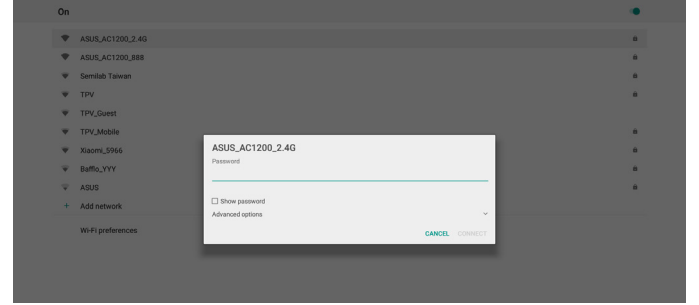 On
ASUS_AC1200_2.4G
ASUS_AC1200_888
Semilab Taiwan
TPV
TPV_Guest
TPV_Mobile
Xiaomi_5966
Baffio_YYY
ASUS
+ Add network
Wi-Fi preferences
ASUS_AC1200_2.4G
Password
Show password
Advanced options
CANCEL CONNECT